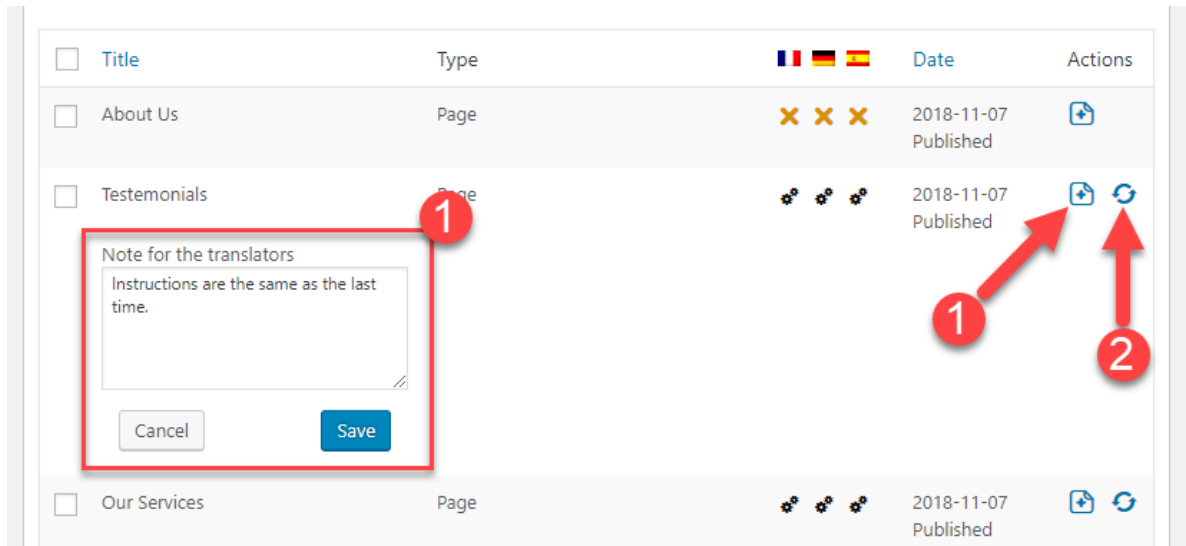 Title Type Date Actions
About Us Page 2018-11-07
Published
Testemonials Page 2018-11-07
Published
1
Note for the translators
Instructions are the same as the last
time.
1
2
Cancel Save
Our Services Page 2018-11-07
Published